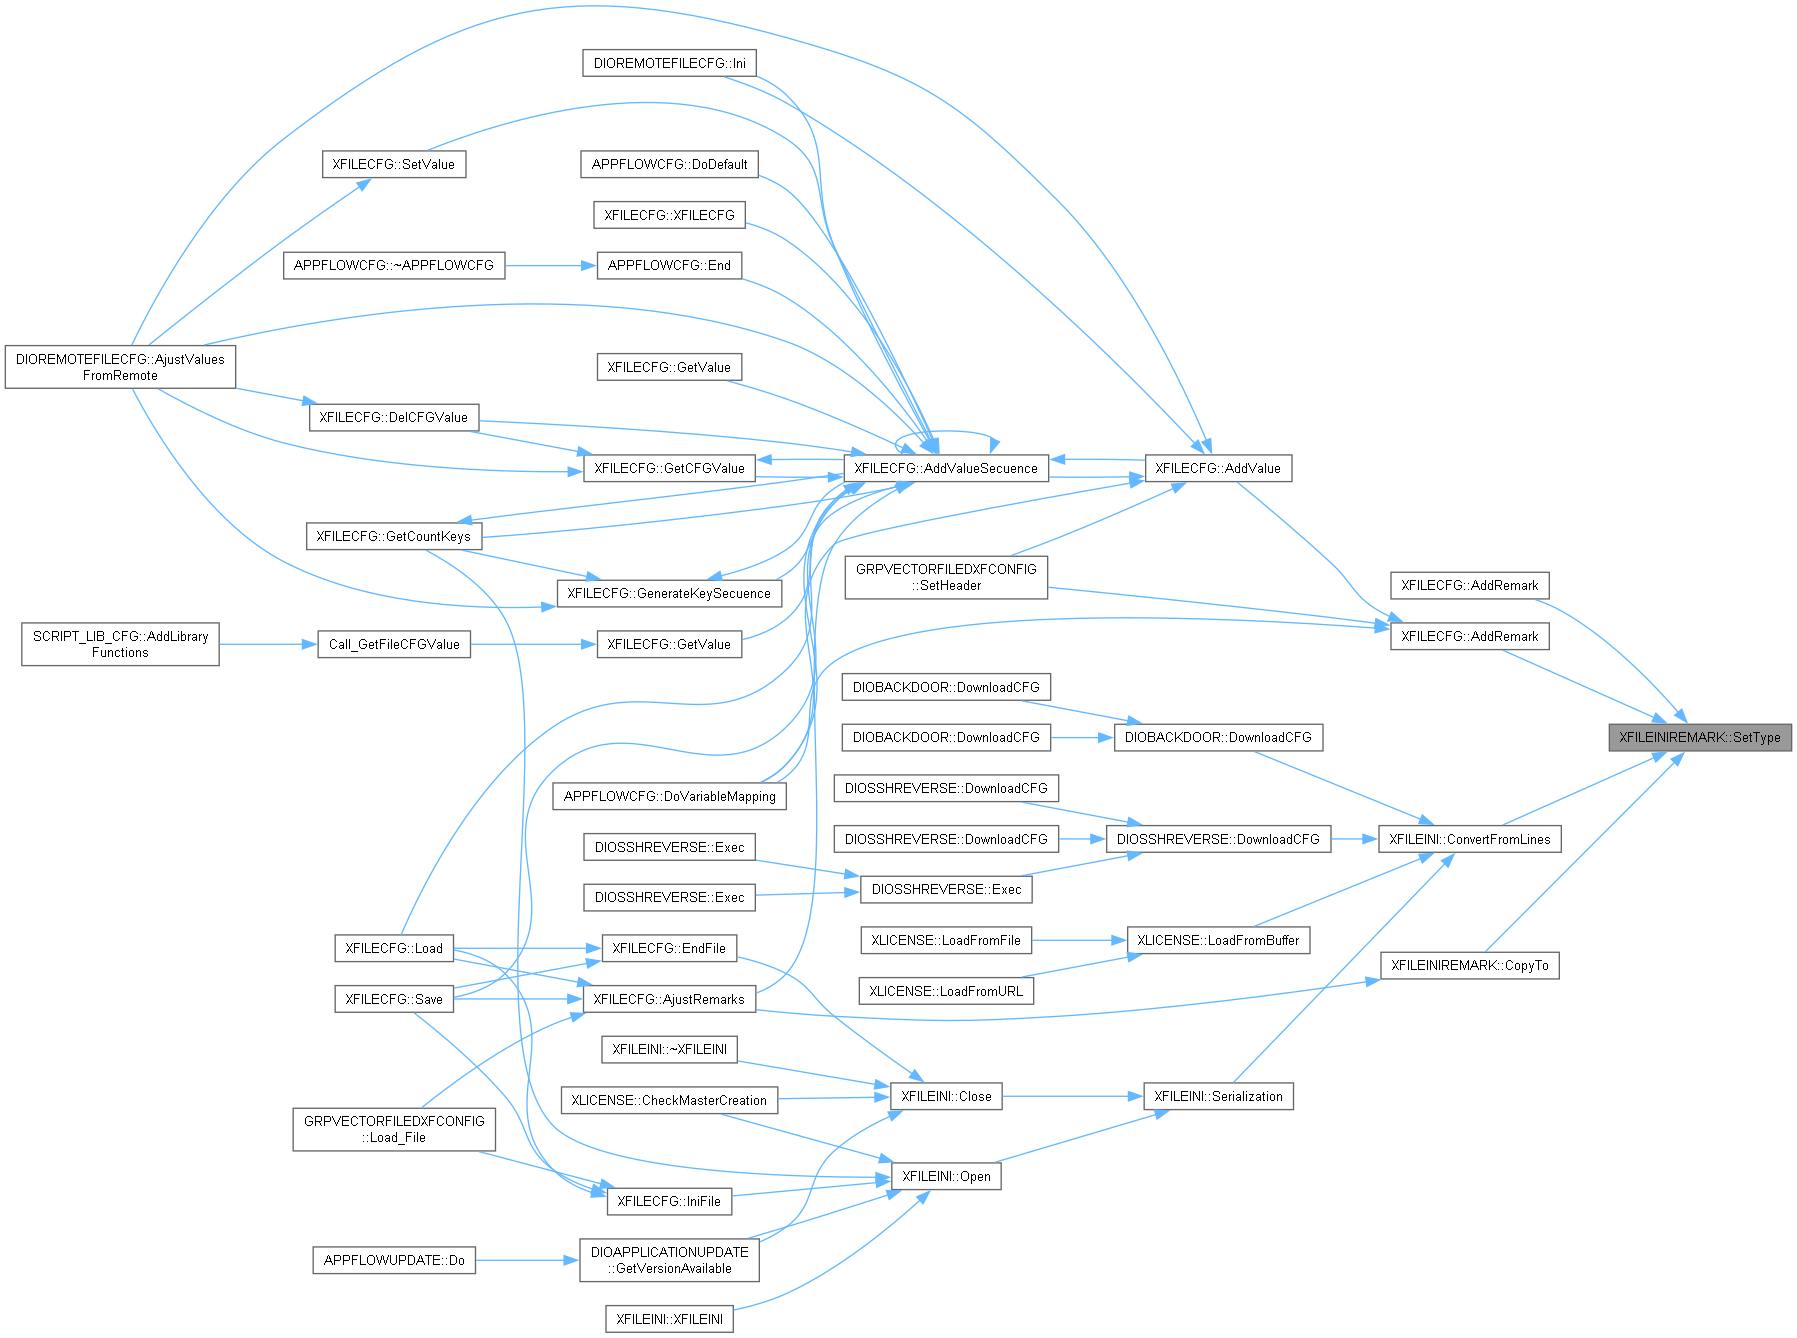 DIOREMOTEFILECFG::Ini
XFILECFG::SetValue
APPFLOWCFG::DoDefault
XFILECFG::XFILECFG
APPFLOWCFG::~APPFLOWCFG
APPFLOWCFG::End
DIOREMOTEFILECFG::AjustValues
FromRemote
XFILECFG::GetValue
XFILECFG::DelCFGValue
XFILECFG::GetCFGValue
XFILECFG::AddValueSecuence
XFILECFG::AddValue
XFILECFG::GetCountKeys
GRPVECTORFILEDXFCONFIG
::SetHeader
XFILECFG::AddRemark
XFILECFG::GenerateKeySecuence
SCRIPT_LIB_CFG::AddLibrary
Functions
Call_GetFileCFGValue
XFILECFG::GetValue
XFILECFG::AddRemark
DIOBACKDOOR::DownloadCFG
DIOBACKDOOR::DownloadCFG
DIOBACKDOOR::DownloadCFG
XFILEINIREMARK::SetType
APPFLOWCFG::DoVariableMapping
DIOSSHREVERSE::DownloadCFG
DIOSSHREVERSE::DownloadCFG
DIOSSHREVERSE::DownloadCFG
XFILEINI::ConvertFromLines
DIOSSHREVERSE::Exec
DIOSSHREVERSE::Exec
DIOSSHREVERSE::Exec
XFILECFG::Load
XFILECFG::EndFile
XLICENSE::LoadFromFile
XLICENSE::LoadFromBuffer
XFILEINIREMARK::CopyTo
XFILECFG::Save
XFILECFG::AjustRemarks
XLICENSE::LoadFromURL
XFILEINI::~XFILEINI
XLICENSE::CheckMasterCreation
XFILEINI::Close
XFILEINI::Serialization
GRPVECTORFILEDXFCONFIG
::Load_File
XFILEINI::Open
XFILECFG::IniFile
APPFLOWUPDATE::Do
DIOAPPLICATIONUPDATE
::GetVersionAvailable
XFILEINI::XFILEINI